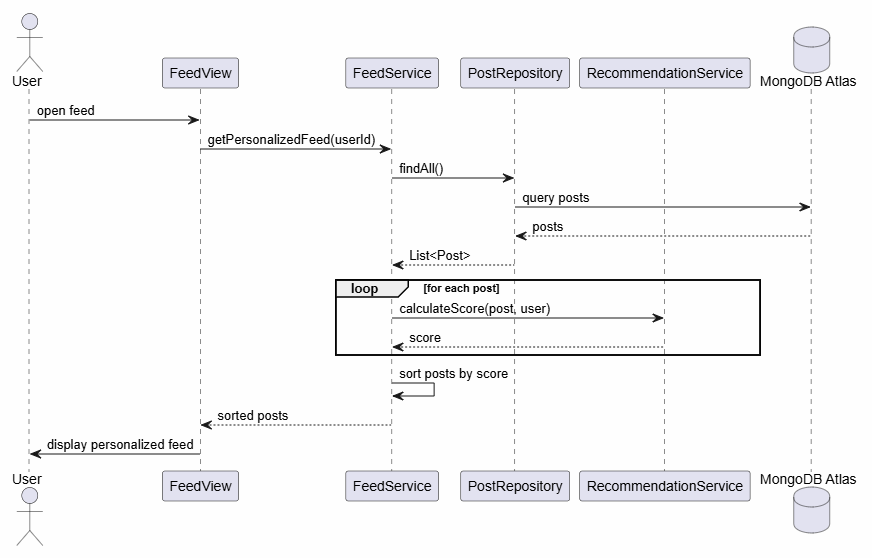 User
FeedView
FeedService
PostRepository
RecommendationService
MongoDB Atlas
open feed
getPersonalizedFeed(userId)
findAll()
query posts
posts
List<Post>
loop [for each post]
calculateScore(post, user)
score
sort posts by score
sorted posts
display personalized feed
User
FeedView
FeedService
PostRepository
RecommendationService
MongoDB Atlas